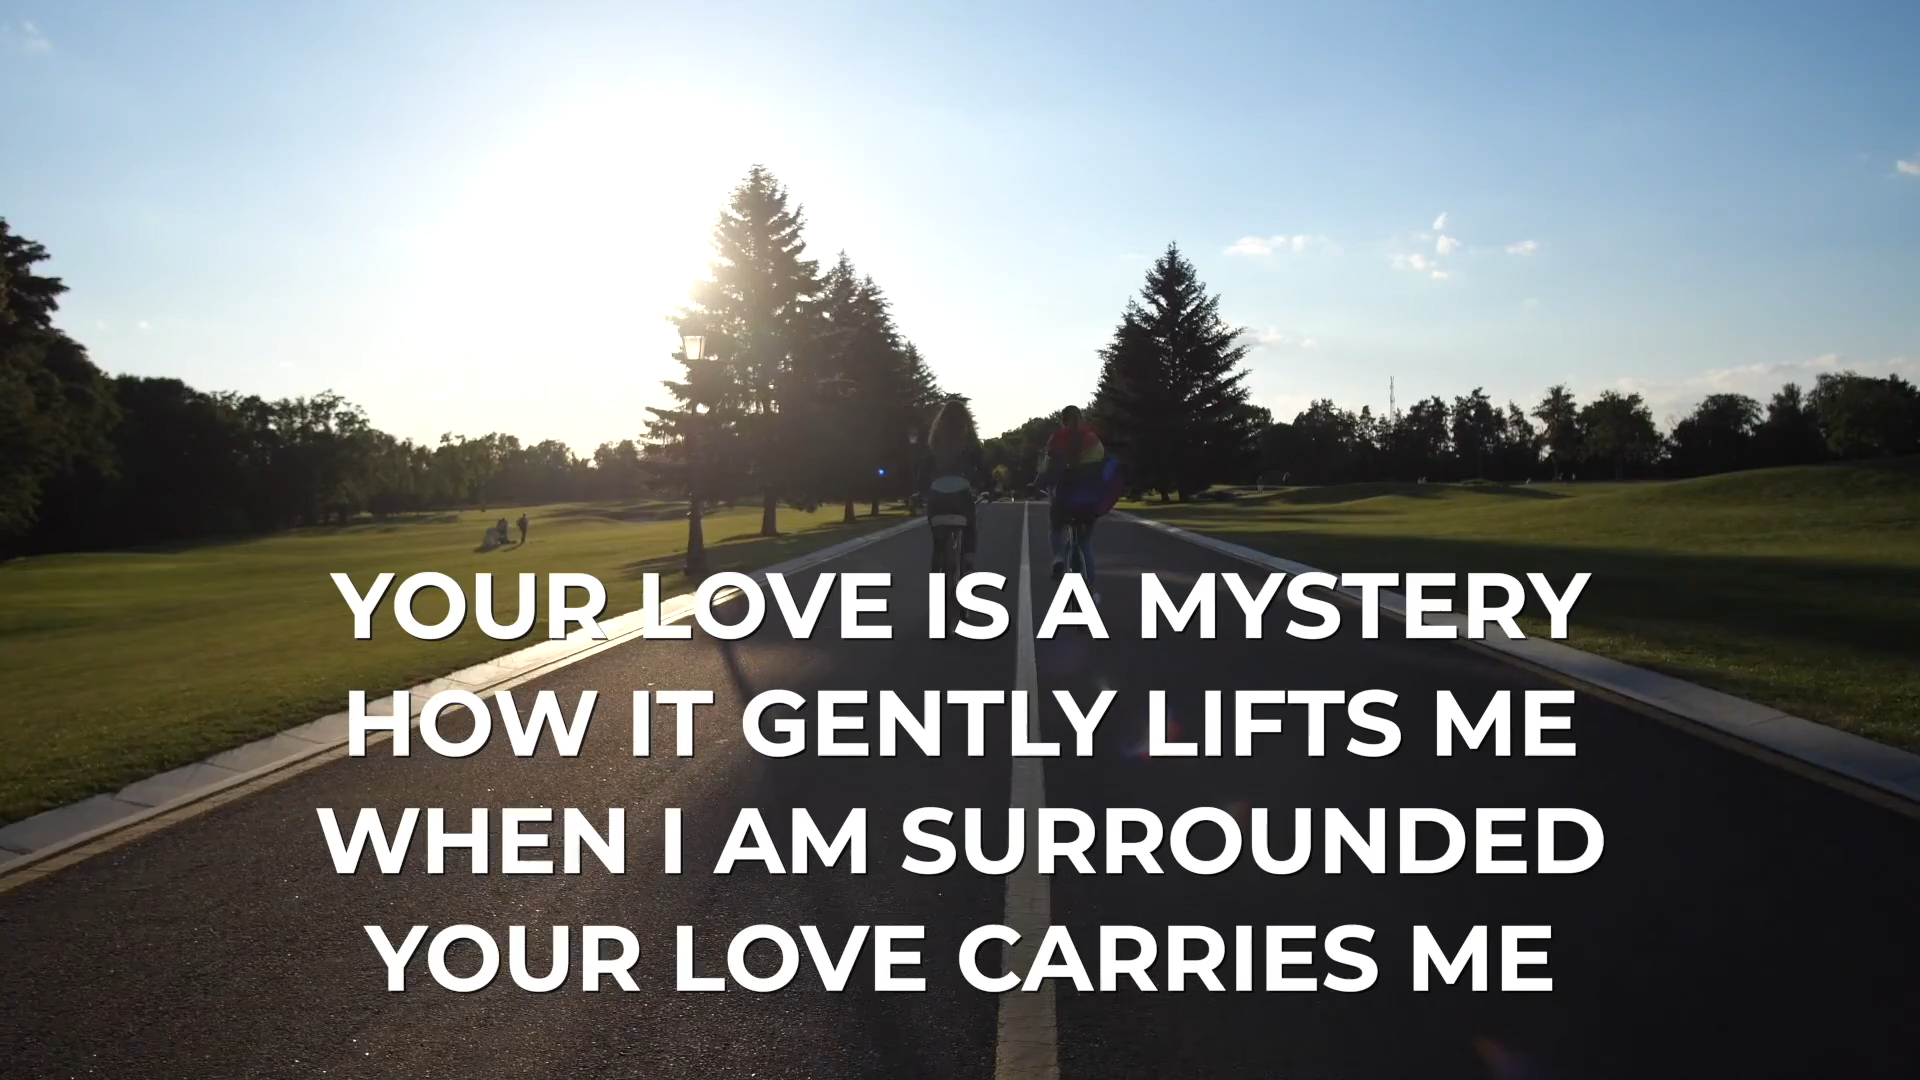 YOUR LOVE IS A MYSTERY
HOW IT GENTLY LIFTS ME
WHEN I AM SURROUNDED
YOUR LOVE CARRIES ME